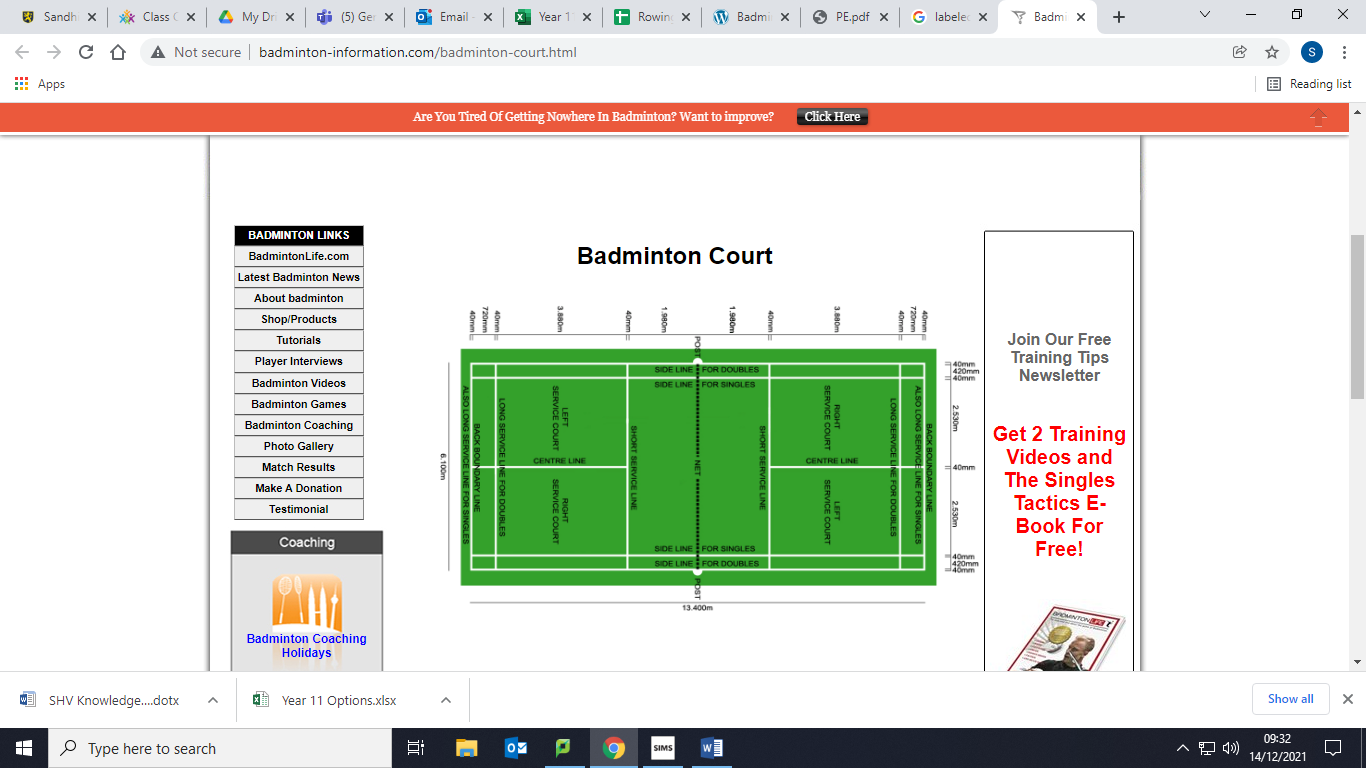 Sandh
Class C
My Dri
(5) Ger
Email -
Year 1
Rowing
Badmi
PE.pdf
labelec
Badmi
Not secure
badminton-information.com/badminton-court.html
S
Apps
Reading list
Are You Tired Of Getting Nowhere In Badminton? Want to improve?
Click Here
BADMINTON LINKS
BadmintonLife.com
Latest Badminton News
About badminton
Shop/Products
Tutorials
Player Interviews
Badminton Videos
Badminton Games
Badminton Coaching
Photo Gallery
Match Results
Make A Donation
Testimonial
Coaching
Badminton Coaching
Holidays
Badminton Court
40mm
720mm
40mm
3.880m
40mm
1.980m
1.980m
40mm
3.880m
40mm
720mm
40mm
POST
SIDE LINE FOR DOUBLES
SIDE LINE FOR SINGLES
40mm
420mm
40mm
ALSO LONG SERVICE LINE FOR SINGLES
BACK BOUNDARY LINE
LONG SERVICE LINE FOR DOUBLES
LEFT
SERVICE COURT
RIGHT
SERVICE COURT
CENTRE LINE
SHORT SERVICE LINE
NET
SHORT SERVICE LINE
CENTRE LINE
RIGHT
SERVICE COURT
LEFT
SERVICE COURT
LONG SERVICE LINE FOR DOUBLES
ALSO LONG SERVICE LINE FOR SINGLES
BACK BOUNDARY LINE
6.100m
2.530m
40mm
2.530m
SIDE LINE FOR SINGLES
SIDE LINE FOR DOUBLES
40mm
420mm
40mm
POST
13.400m
Join Our Free
Training Tips
Newsletter
Get 2 Training
Videos and
The Singles
Tactics E-
Book For
Free!
BADMINTON LIFE
SHV Knowledge....dotx
Year 11 Options.xlsx
Show all
Type here to search
SIMS
09:32
14/12/2021